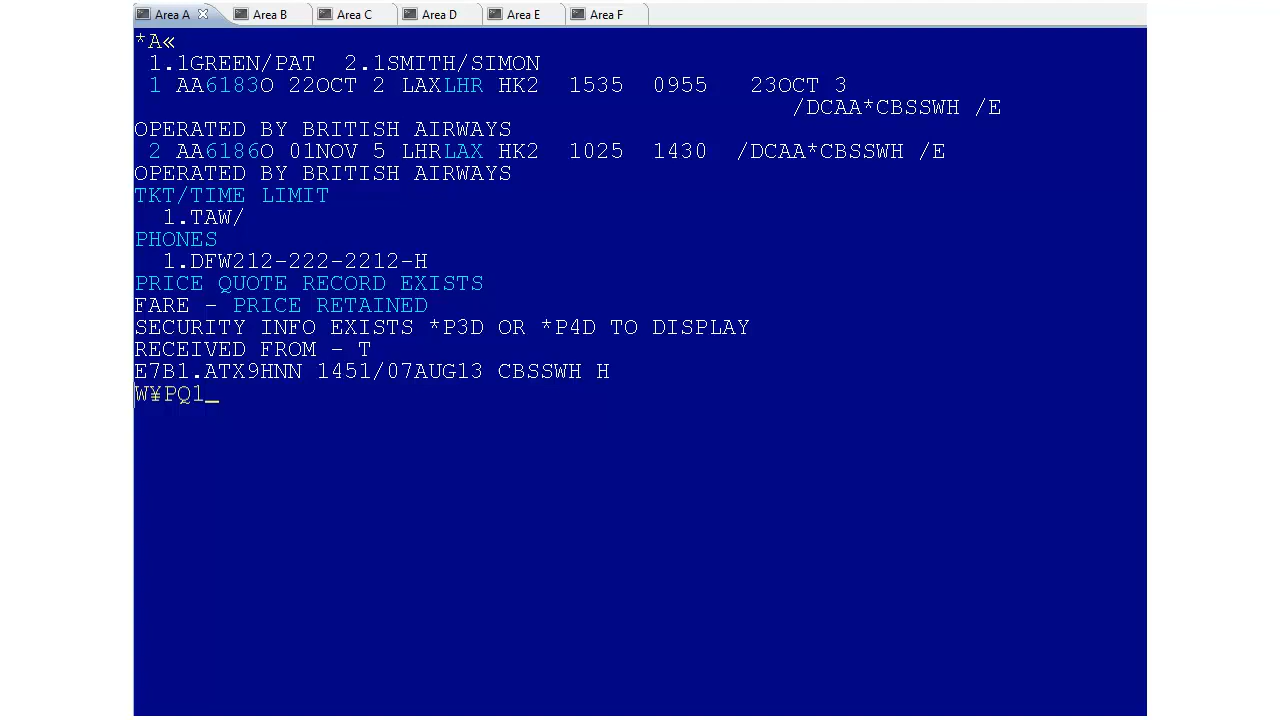 Area A Area B Area C Area D Area E Area F
*A«
1.1GREEN/PAT 2.1SMITH/SIMON
1 AA6183O 22OCT 2 LAXLHR HK2 1535 0955 23OCT 3
/DCAA*CBSSWH /E
OPERATED BY BRITISH AIRWAYS
2 AA6186O 01NOV 5 LHRLAX HK2 1025 1430 /DCAA*CBSSWH /E
OPERATED BY BRITISH AIRWAYS
TKT/TIME LIMIT
1.TAW/
PHONES
1.DFW212-222-2212-H
PRICE QUOTE RECORD EXISTS
FARE - PRICE RETAINED
SECURITY INFO EXISTS *P3D OR *P4D TO DISPLAY
RECEIVED FROM - T
E7B1.ATX9HNN 1451/07AUG13 CBSSWH H
W¥PQ1_